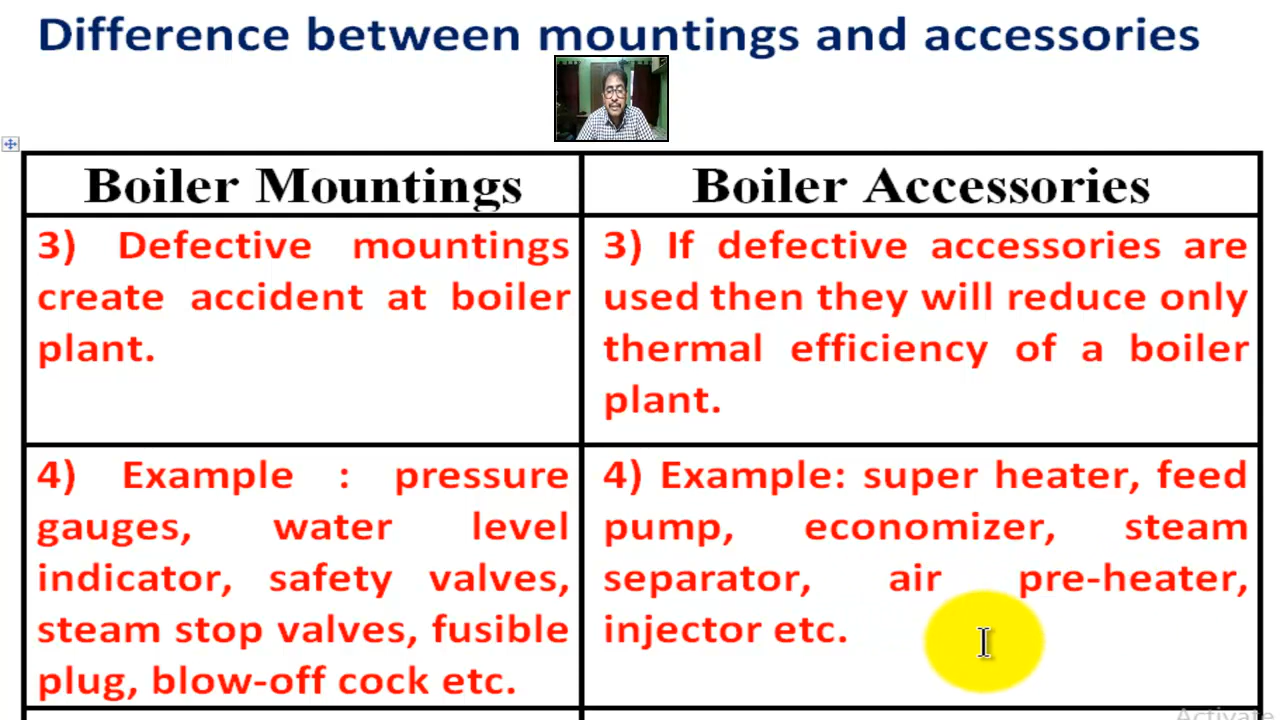 Difference between mountings and accessories
Boiler Mountings
Boiler Accessories
3) Defective mountings
create accident at boiler
plant.
3) If defective accessories are
used then they will reduce only
thermal efficiency of a boiler
plant.
4) Example : pressure
gauges, water level
indicator, safety valves,
steam stop valves, fusible
plug, blow-off cock etc.
4) Example: super heater, feed
pump, economizer, steam
separator, air pre-heater,
injector etc.
Activate